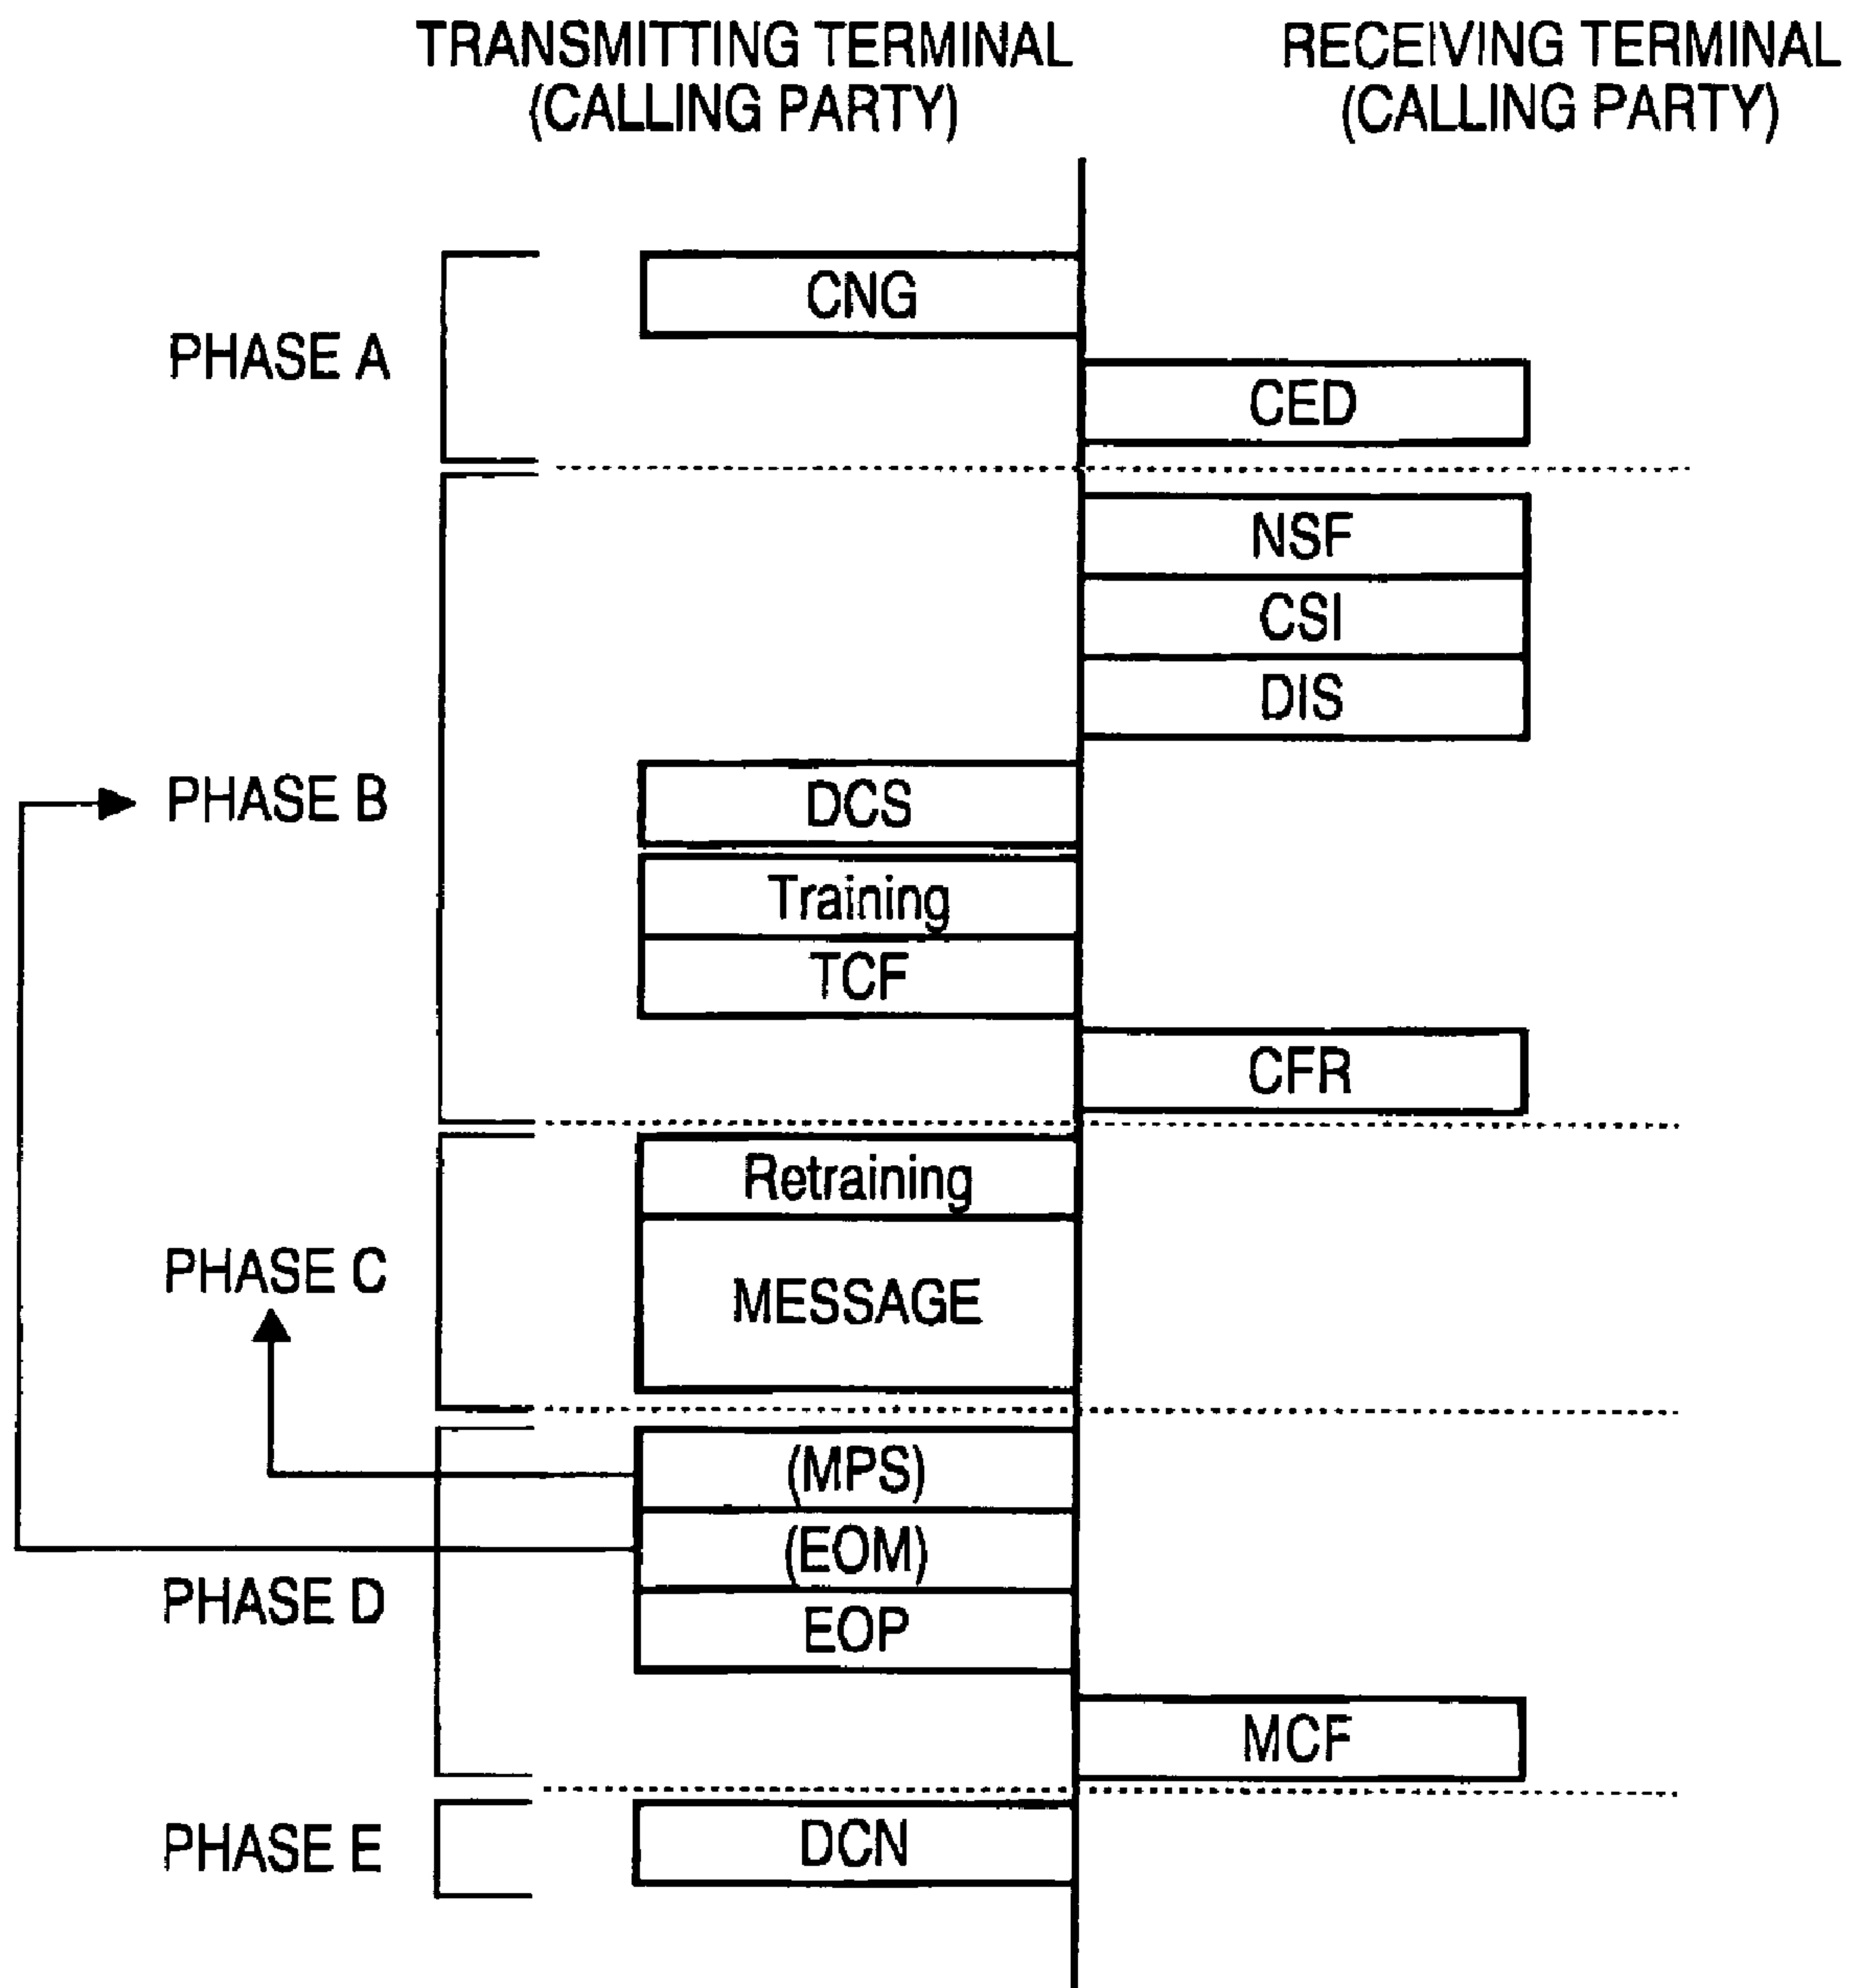 TRANSMITTING TERMINAL
(CALLING PARTY)
RECEIVING TERMINAL
(CALLING PARTY)
PHASE A
CNG
CED
NSF
CSI
DIS
PHASE B
DCS
Training
TCF
CFR
Retraining
PHASE C
MESSAGE
(MPS)
(EOM)
PHASE D
EOP
MCF
PHASE E
DCN